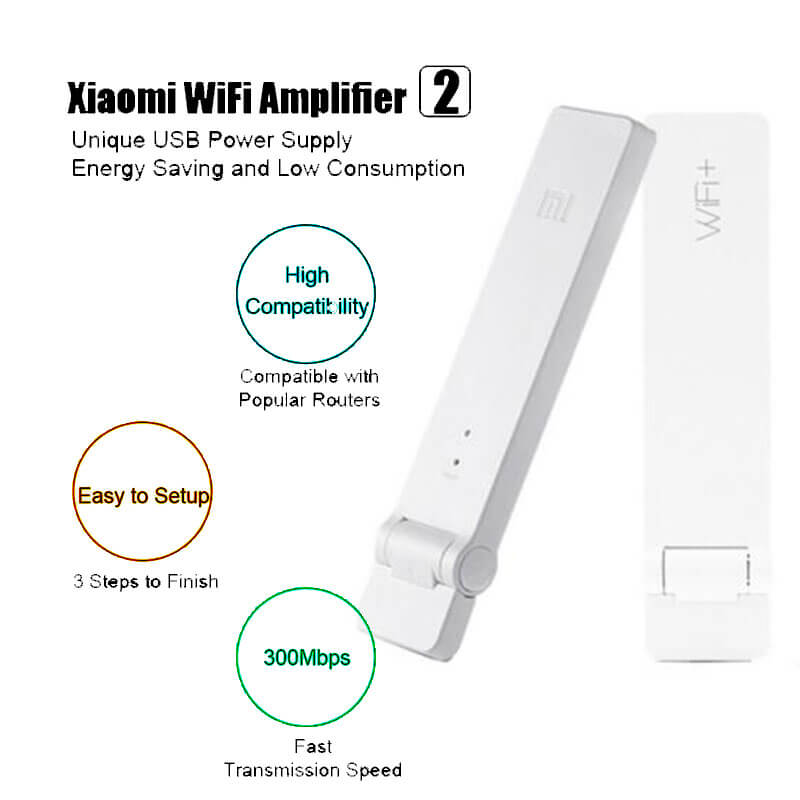 Xiaomi WiFi Amplifier 2
Unique USB Power Supply
Energy Saving and Low Consumption
WiFi+
High
Compatibility
Compatible with
Popular Routers
Easy to Setup
3 Steps to Finish
300Mbps
Fast
Transmission Speed